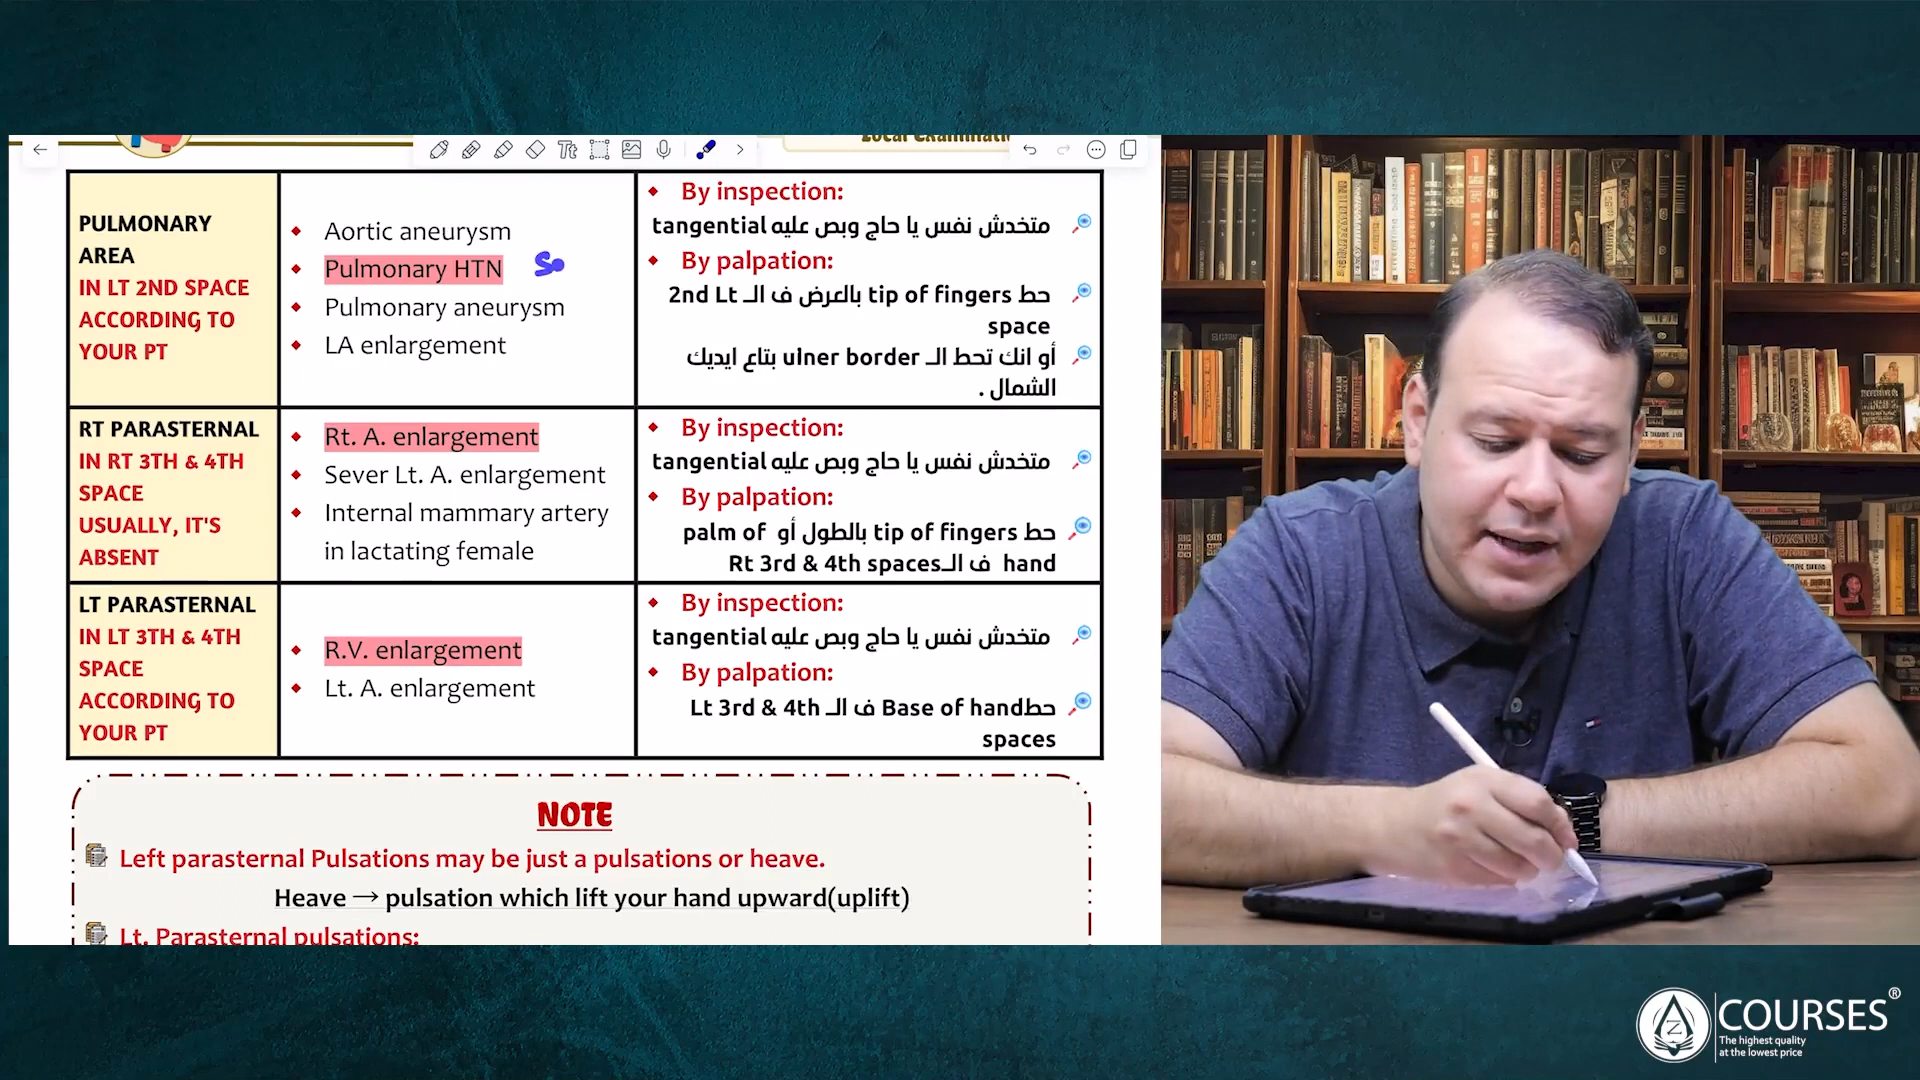 Local Examinati
PULMONARY
AREA
IN LT 2ND SPACE
ACCORDING TO
YOUR PT
Aortic aneurysm
Pulmonary HTN
Pulmonary aneurysm
LA enlargement
By inspection:
متخدش نفس يا حاج وبص عليه tangential
By palpation:
حط tip of fingers بالعرض ف الـ 2nd Lt
space
أو انك تحط الـ ulner border بتاع ايديك
الشمال .
RT PARASTERNAL
IN RT 3TH & 4TH
SPACE
USUALLY, IT'S
ABSENT
Rt. A. enlargement
Sever Lt. A. enlargement
Internal mammary artery
in lactating female
By inspection:
متخدش نفس يا حاج وبص عليه tangential
By palpation:
حط tip of fingers بالطول أو palm of
hand ف الـ Rt 3rd & 4th spaces
LT PARASTERNAL
IN LT 3TH & 4TH
SPACE
ACCORDING TO
YOUR PT
R.V. enlargement
Lt. A. enlargement
By inspection:
متخدش نفس يا حاج وبص عليه tangential
By palpation:
حط Base of hand ف الـ Lt 3rd & 4th
spaces
NOTE
Left parasternal Pulsations may be just a pulsations or heave.
Heave → pulsation which lift your hand upward(uplift)
Lt. Parasternal pulsations:
COURSES®
The highest quality
at the lowest price